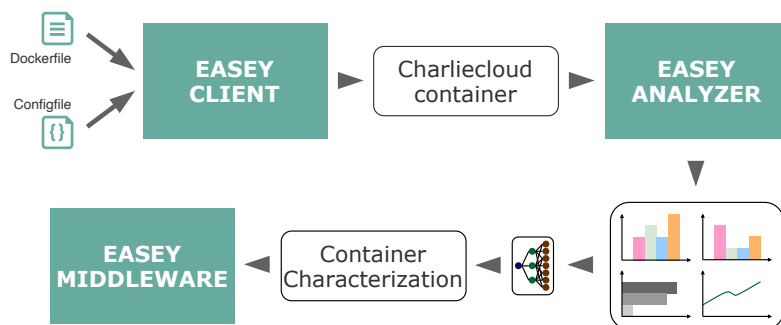 Dockerfile
Configfile
{}
EASEY
CLIENT
Charliecloud
container
EASEY
ANALYZER
EASEY
MIDDLEWARE
Container
Characterization